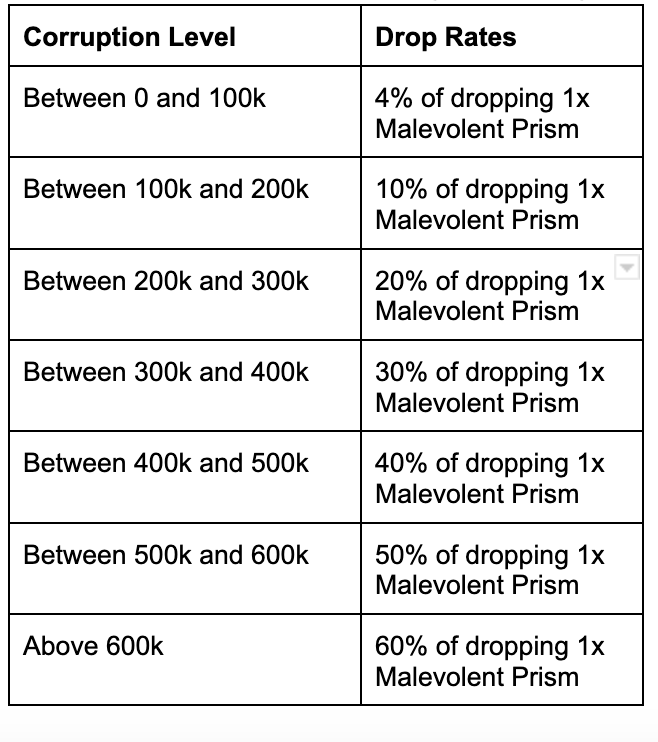 Corruption Level
Drop Rates
Between 0 and 100k
4% of dropping 1x
Malevolent Prism
Between 100k and 200k
10% of dropping 1x
Malevolent Prism
Between 200k and 300k
20% of dropping 1x
Malevolent Prism
Between 300k and 400k
30% of dropping 1x
Malevolent Prism
Between 400k and 500k
40% of dropping 1x
Malevolent Prism
Between 500k and 600k
50% of dropping 1x
Malevolent Prism
Above 600k
60% of dropping 1x
Malevolent Prism